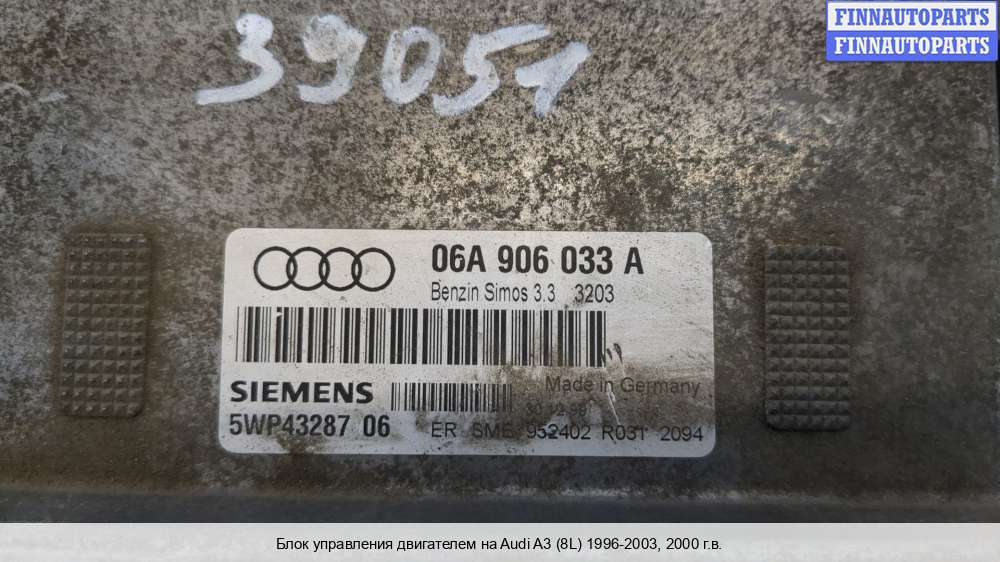 FINNAUTOPARTS
FINNAUTOPARTS
39051
06A 906 033 A
Benzin Simos 3.3 3203
SIEMENS
Made In Germany
5WP43287 06
ER SME 952402 R031 2094
Блок управления двигателем на Audi A3 (8L) 1996-2003, 2000 г.в.